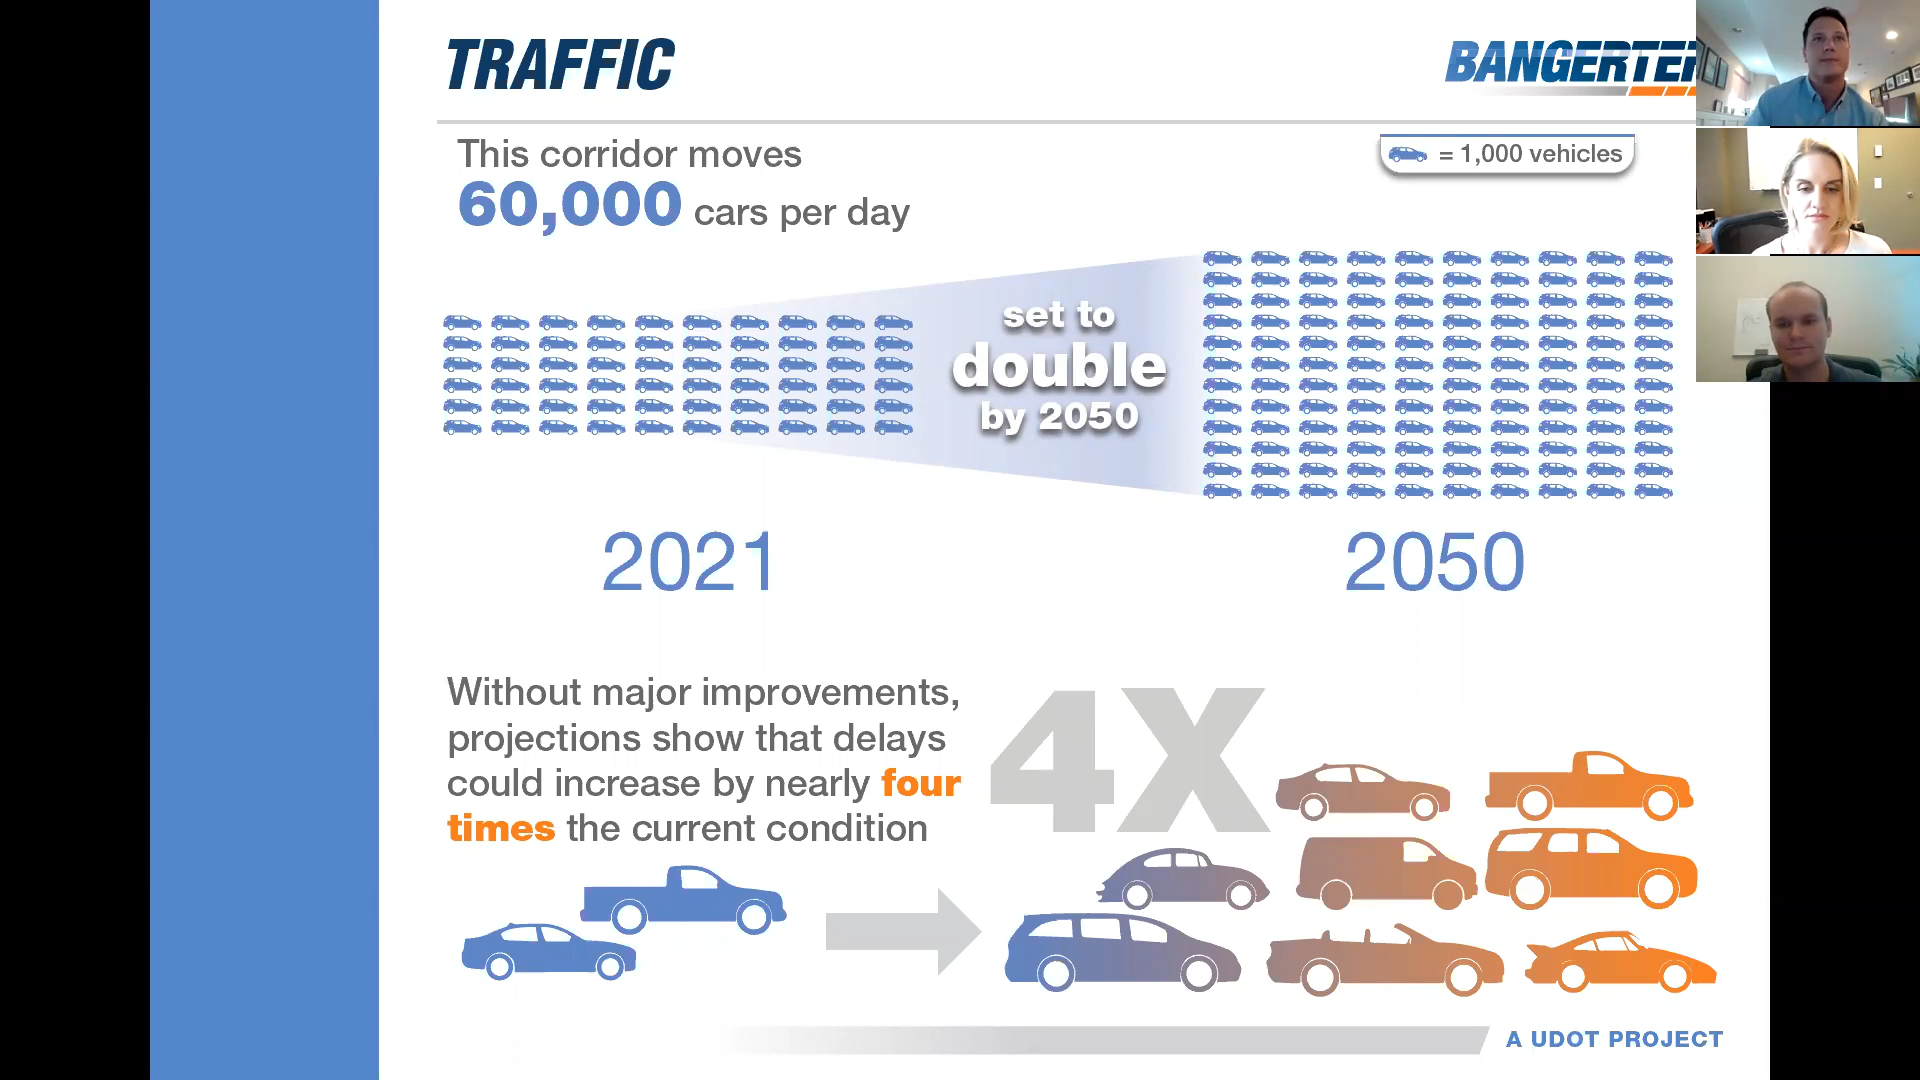 TRAFFIC
BANGERTER
This corridor moves
60,000 cars per day
= 1,000 vehicles
set to
double
by 2050
2021
2050
Without major improvements,
projections show that delays
could increase by nearly four
times the current condition
4X
A UDOT PROJECT